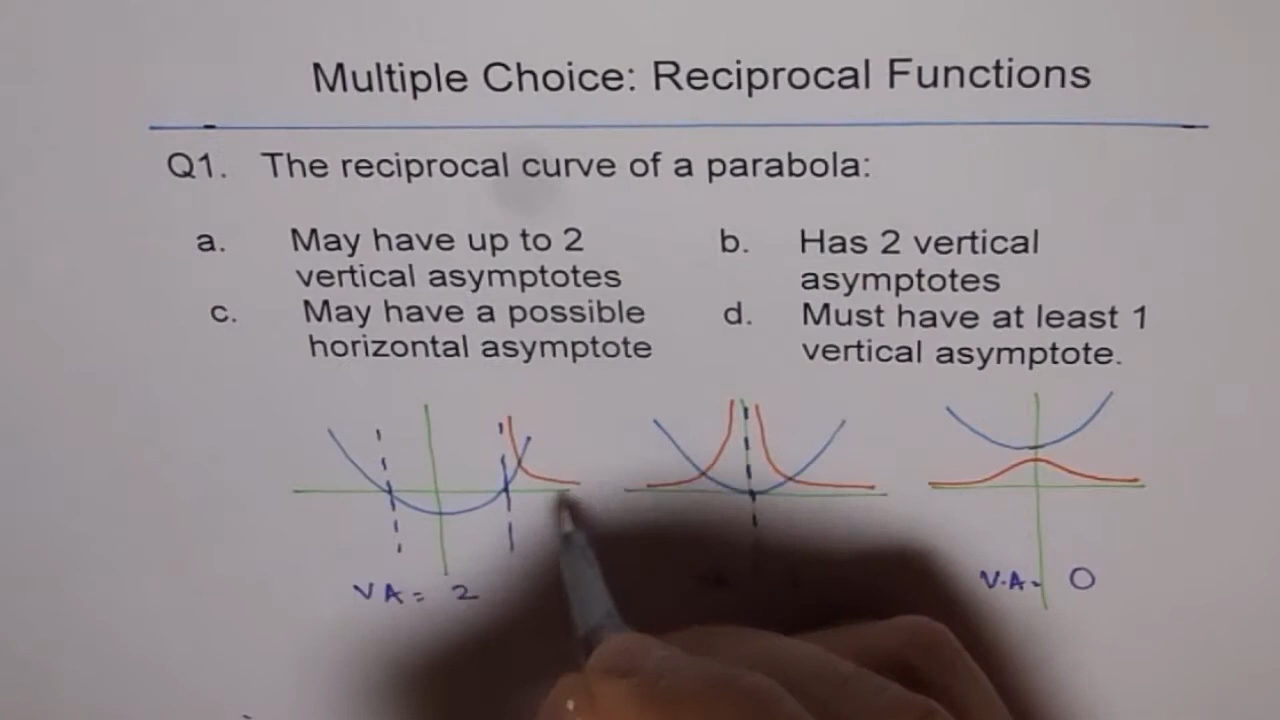 Multiple Choice: Reciprocal Functions
Q1. The reciprocal curve of a parabola:
a. May have up to 2
vertical asymptotes
b. Has 2 vertical
asymptotes
c. May have a possible
horizontal asymptote
d. Must have at least 1
vertical asymptote.
VA = 2
V.A= 0